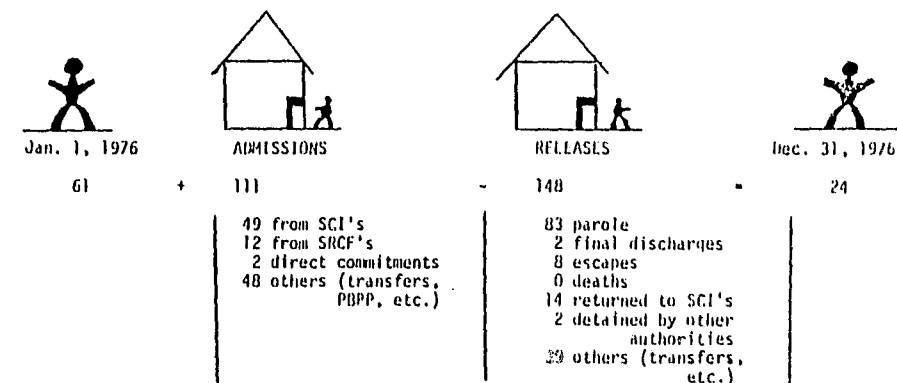 Jan. 1, 1976
ADMISSIONS
RELEASES
Dec. 31, 1976
61 + 111 - 148 = 24
49 from SCI's
12 from SRCF's
2 direct commitments
48 others (transfers,
PBPP, etc.)
83 parole
2 final discharges
8 escapes
0 deaths
14 returned to SCI's
2 detained by other
authorities
39 others (transfers,
etc.)